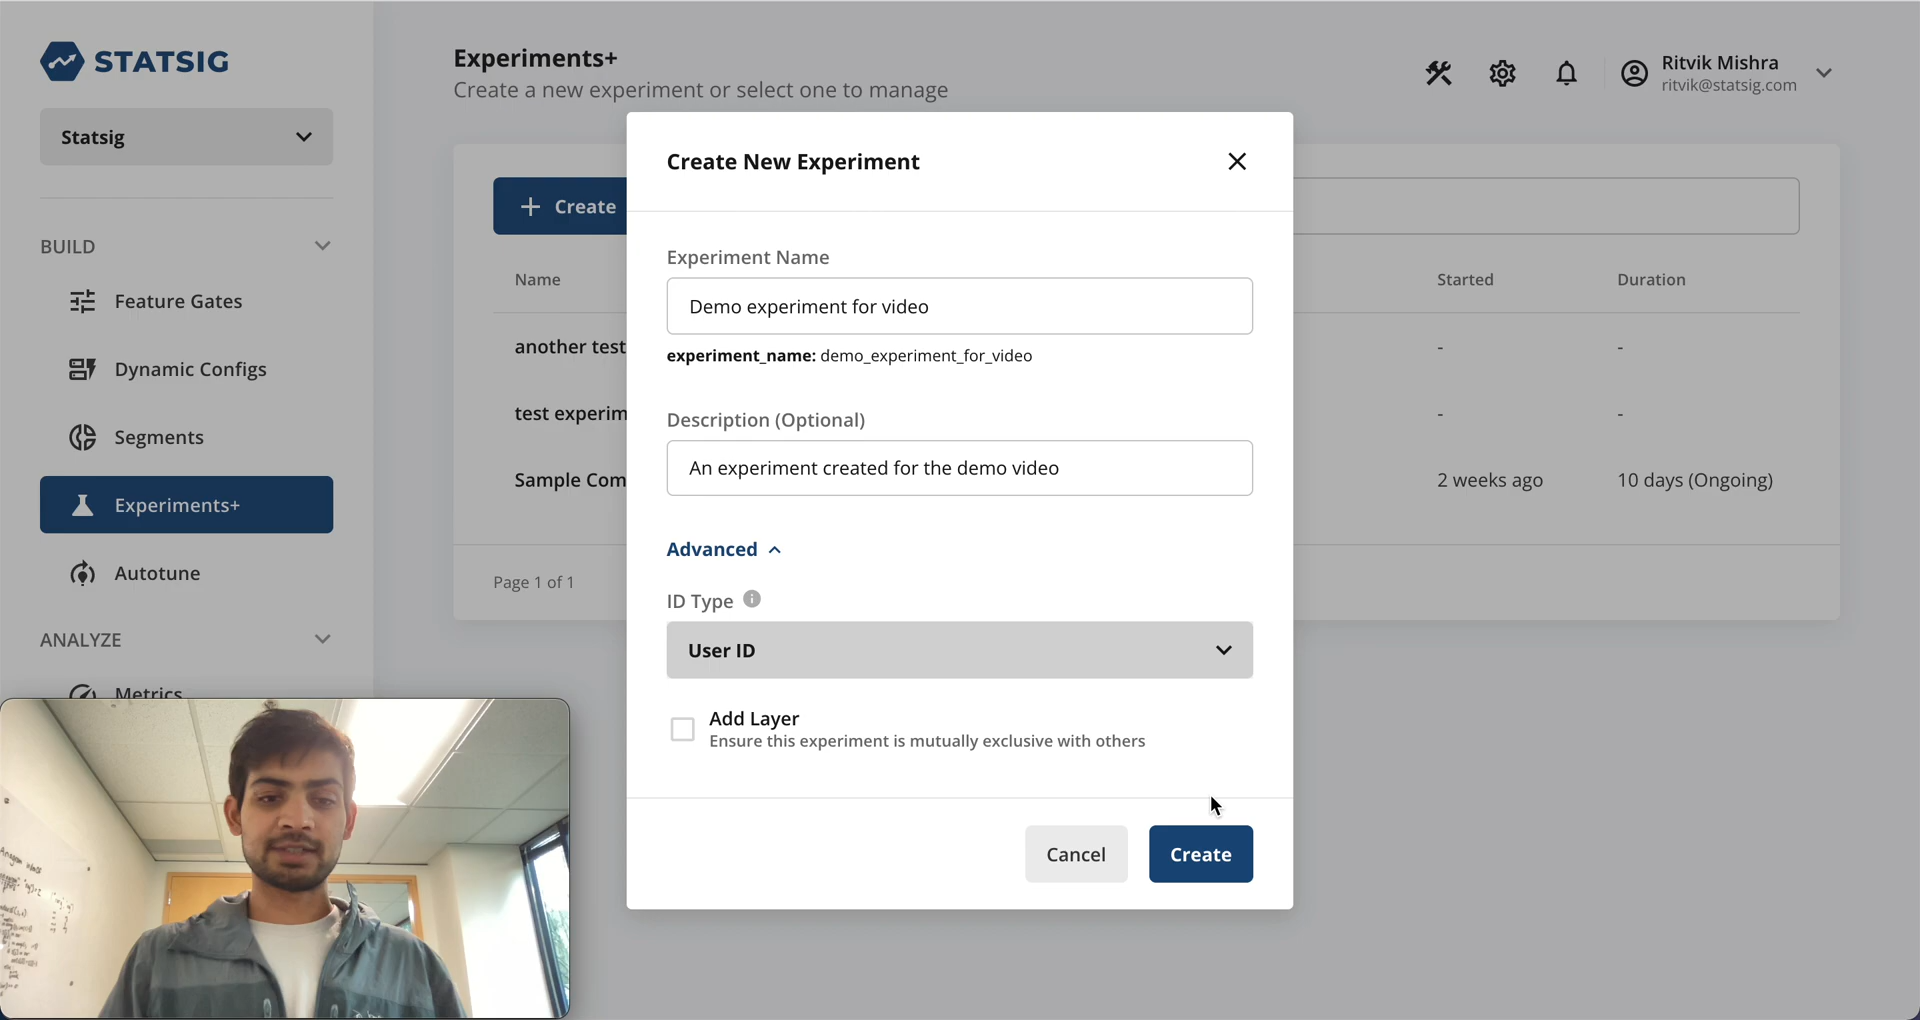 STATSIG
Statsig
BUILD
Feature Gates
Dynamic Configs
Segments
Experiments+
Autotune
ANALYZE
Metrics
Experiments+
Create a new experiment or select one to manage
Ritvik Mishra
ritvik@statsig.com
+ Create
Name
Started
Duration
another test
-
-
test experim
-
-
Sample Com
2 weeks ago
10 days (Ongoing)
Page 1 of 1
Create New Experiment
Experiment Name
Demo experiment for video
experiment_name: demo_experiment_for_video
Description (Optional)
An experiment created for the demo video
Advanced
ID Type
User ID
Add Layer
Ensure this experiment is mutually exclusive with others
Cancel
Create